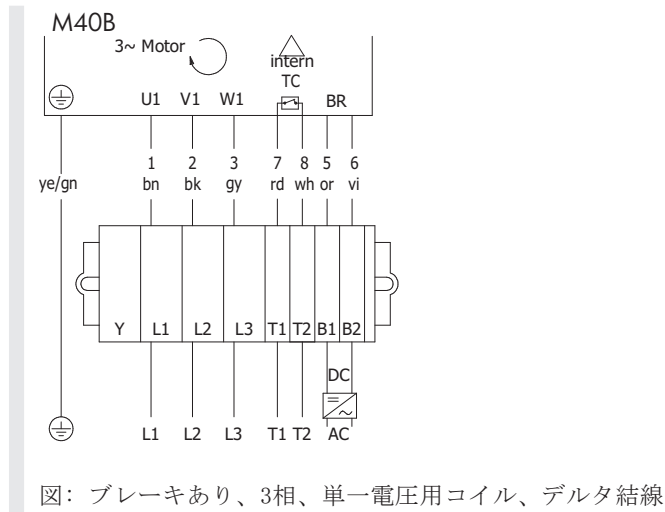 M40B
3~ Motor
intern
TC
U1 V1 W1 BR
1 2 3 7 8 5 6
ye/gn bn bk gy rd wh or vi
Y L1 L2 L3 T1 T2 B1 B2
DC
= ~
L1 L2 L3 T1 T2 AC
図: ブレーキあり、3相、単一電圧用コイル、デルタ結線